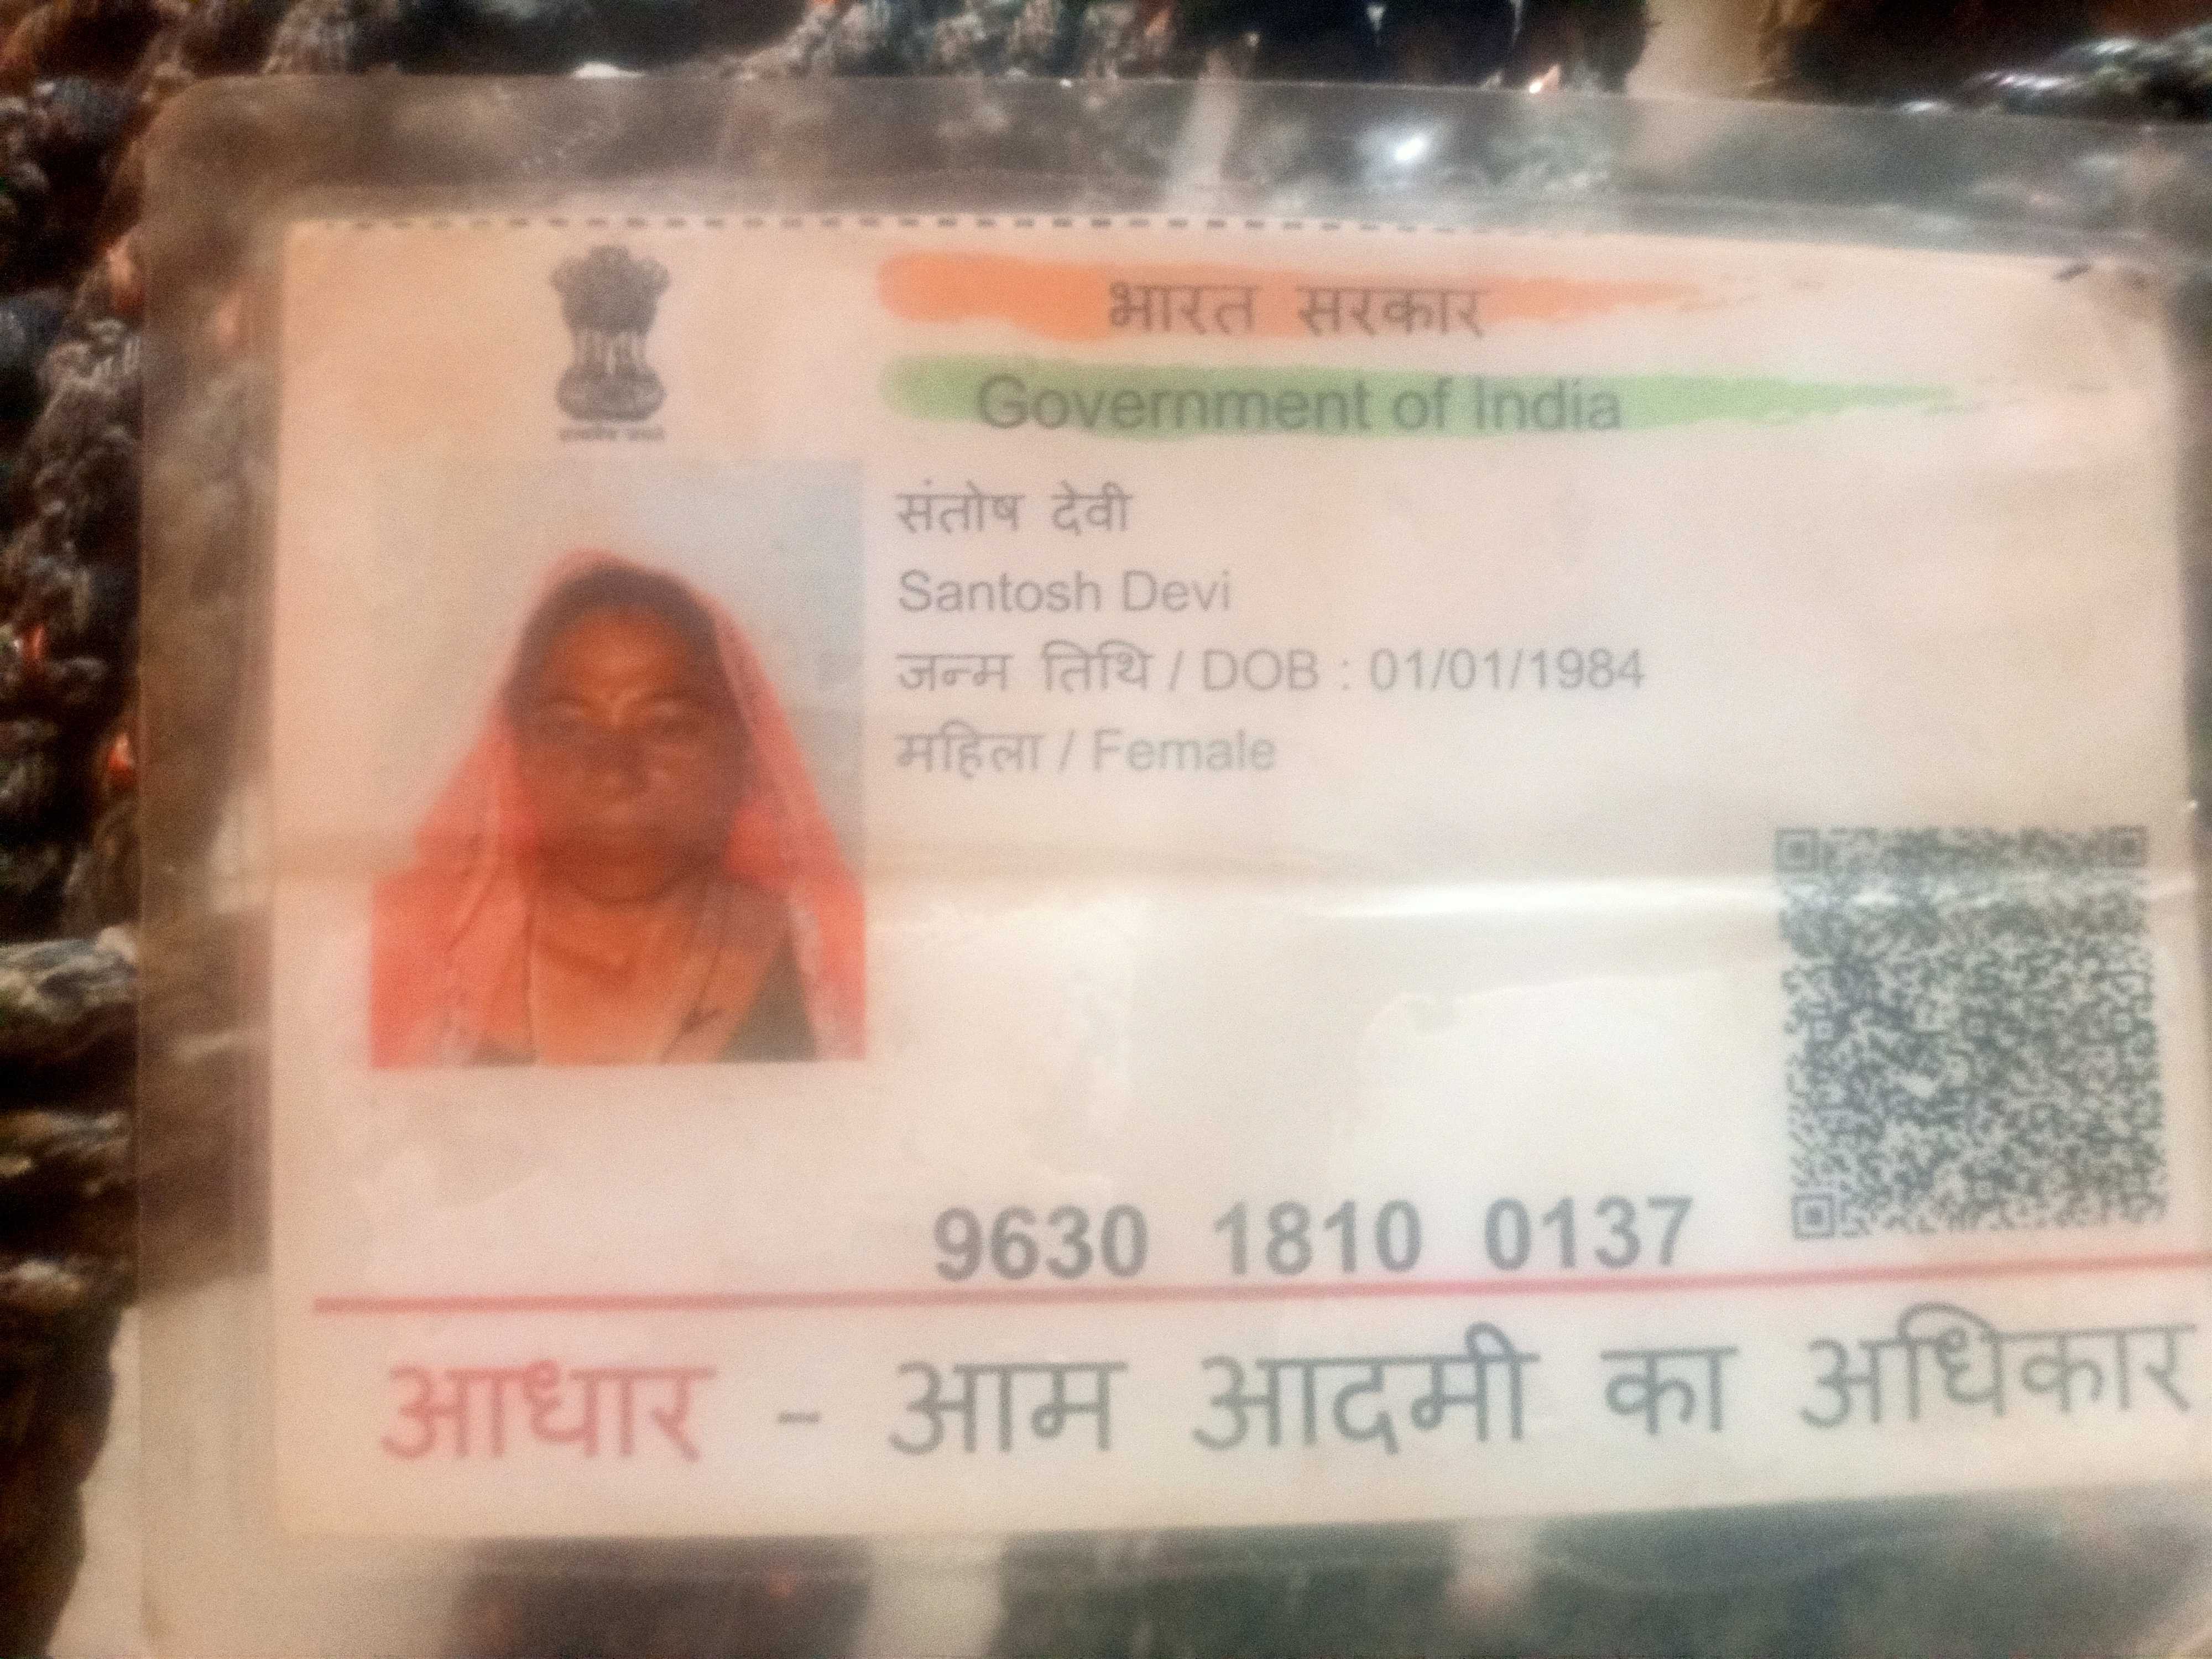 भारत सरकार
Government of India
संतोष देवी
Santosh Devi
जन्म तिथि / DOB : 01/01/1984
महिला / Female
9630 1810 0137
आधार - आम आदमी का अधिकार